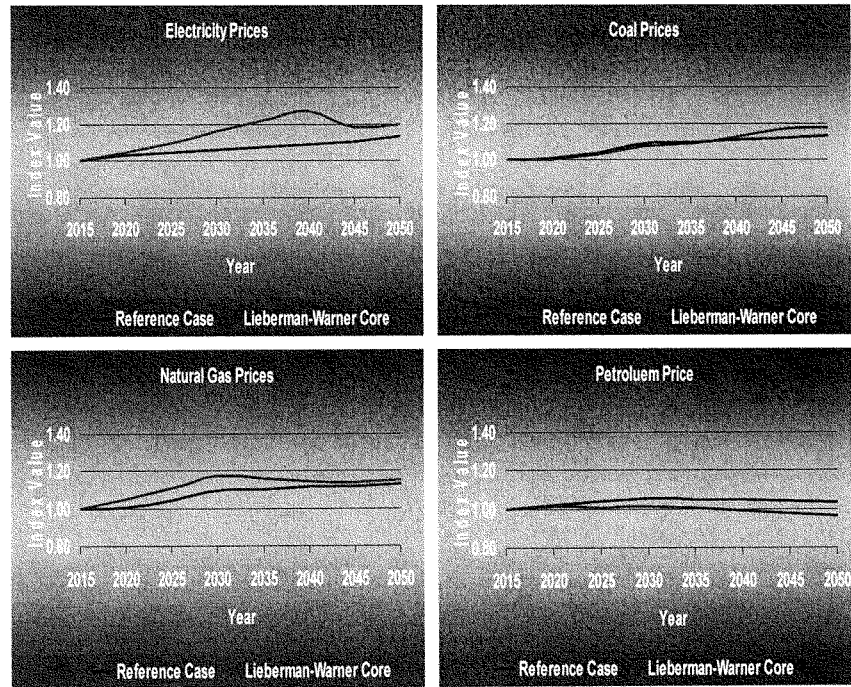 Electricity Prices
Index Value
1.40
1.20
1.00
0.80
2015 2020 2025 2030 2035 2040 2045 2050
Year
Reference Case Lieberman-Warner Core
Coal Prices
Index Value
1.40
1.20
1.00
0.80
2015 2020 2025 2030 2035 2040 2045 2050
Year
Reference Case Lieberman-Warner Core
Natural Gas Prices
Index Value
1.40
1.20
1.00
0.80
2015 2020 2025 2030 2035 2040 2045 2050
Year
Reference Case Lieberman-Warner Core
Petroluem Price
Index Value
1.40
1.20
1.00
0.80
2015 2020 2025 2030 2035 2040 2045 2050
Year
Reference Case Lieberman-Warner Core